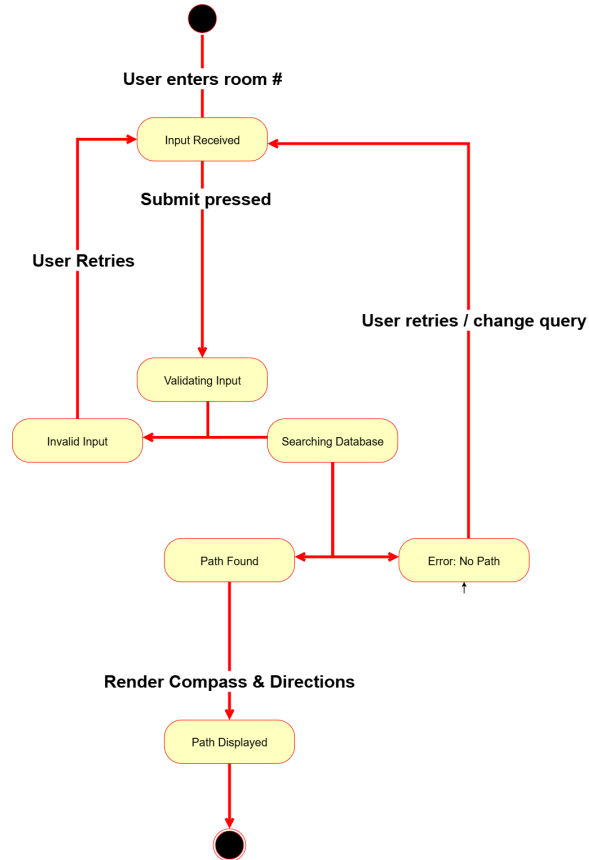 User enters room #
Input Received
Submit pressed
User Retries
User retries / change query
Validating Input
Invalid Input
Searching Database
Path Found
Error: No Path
Render Compass & Directions
Path Displayed